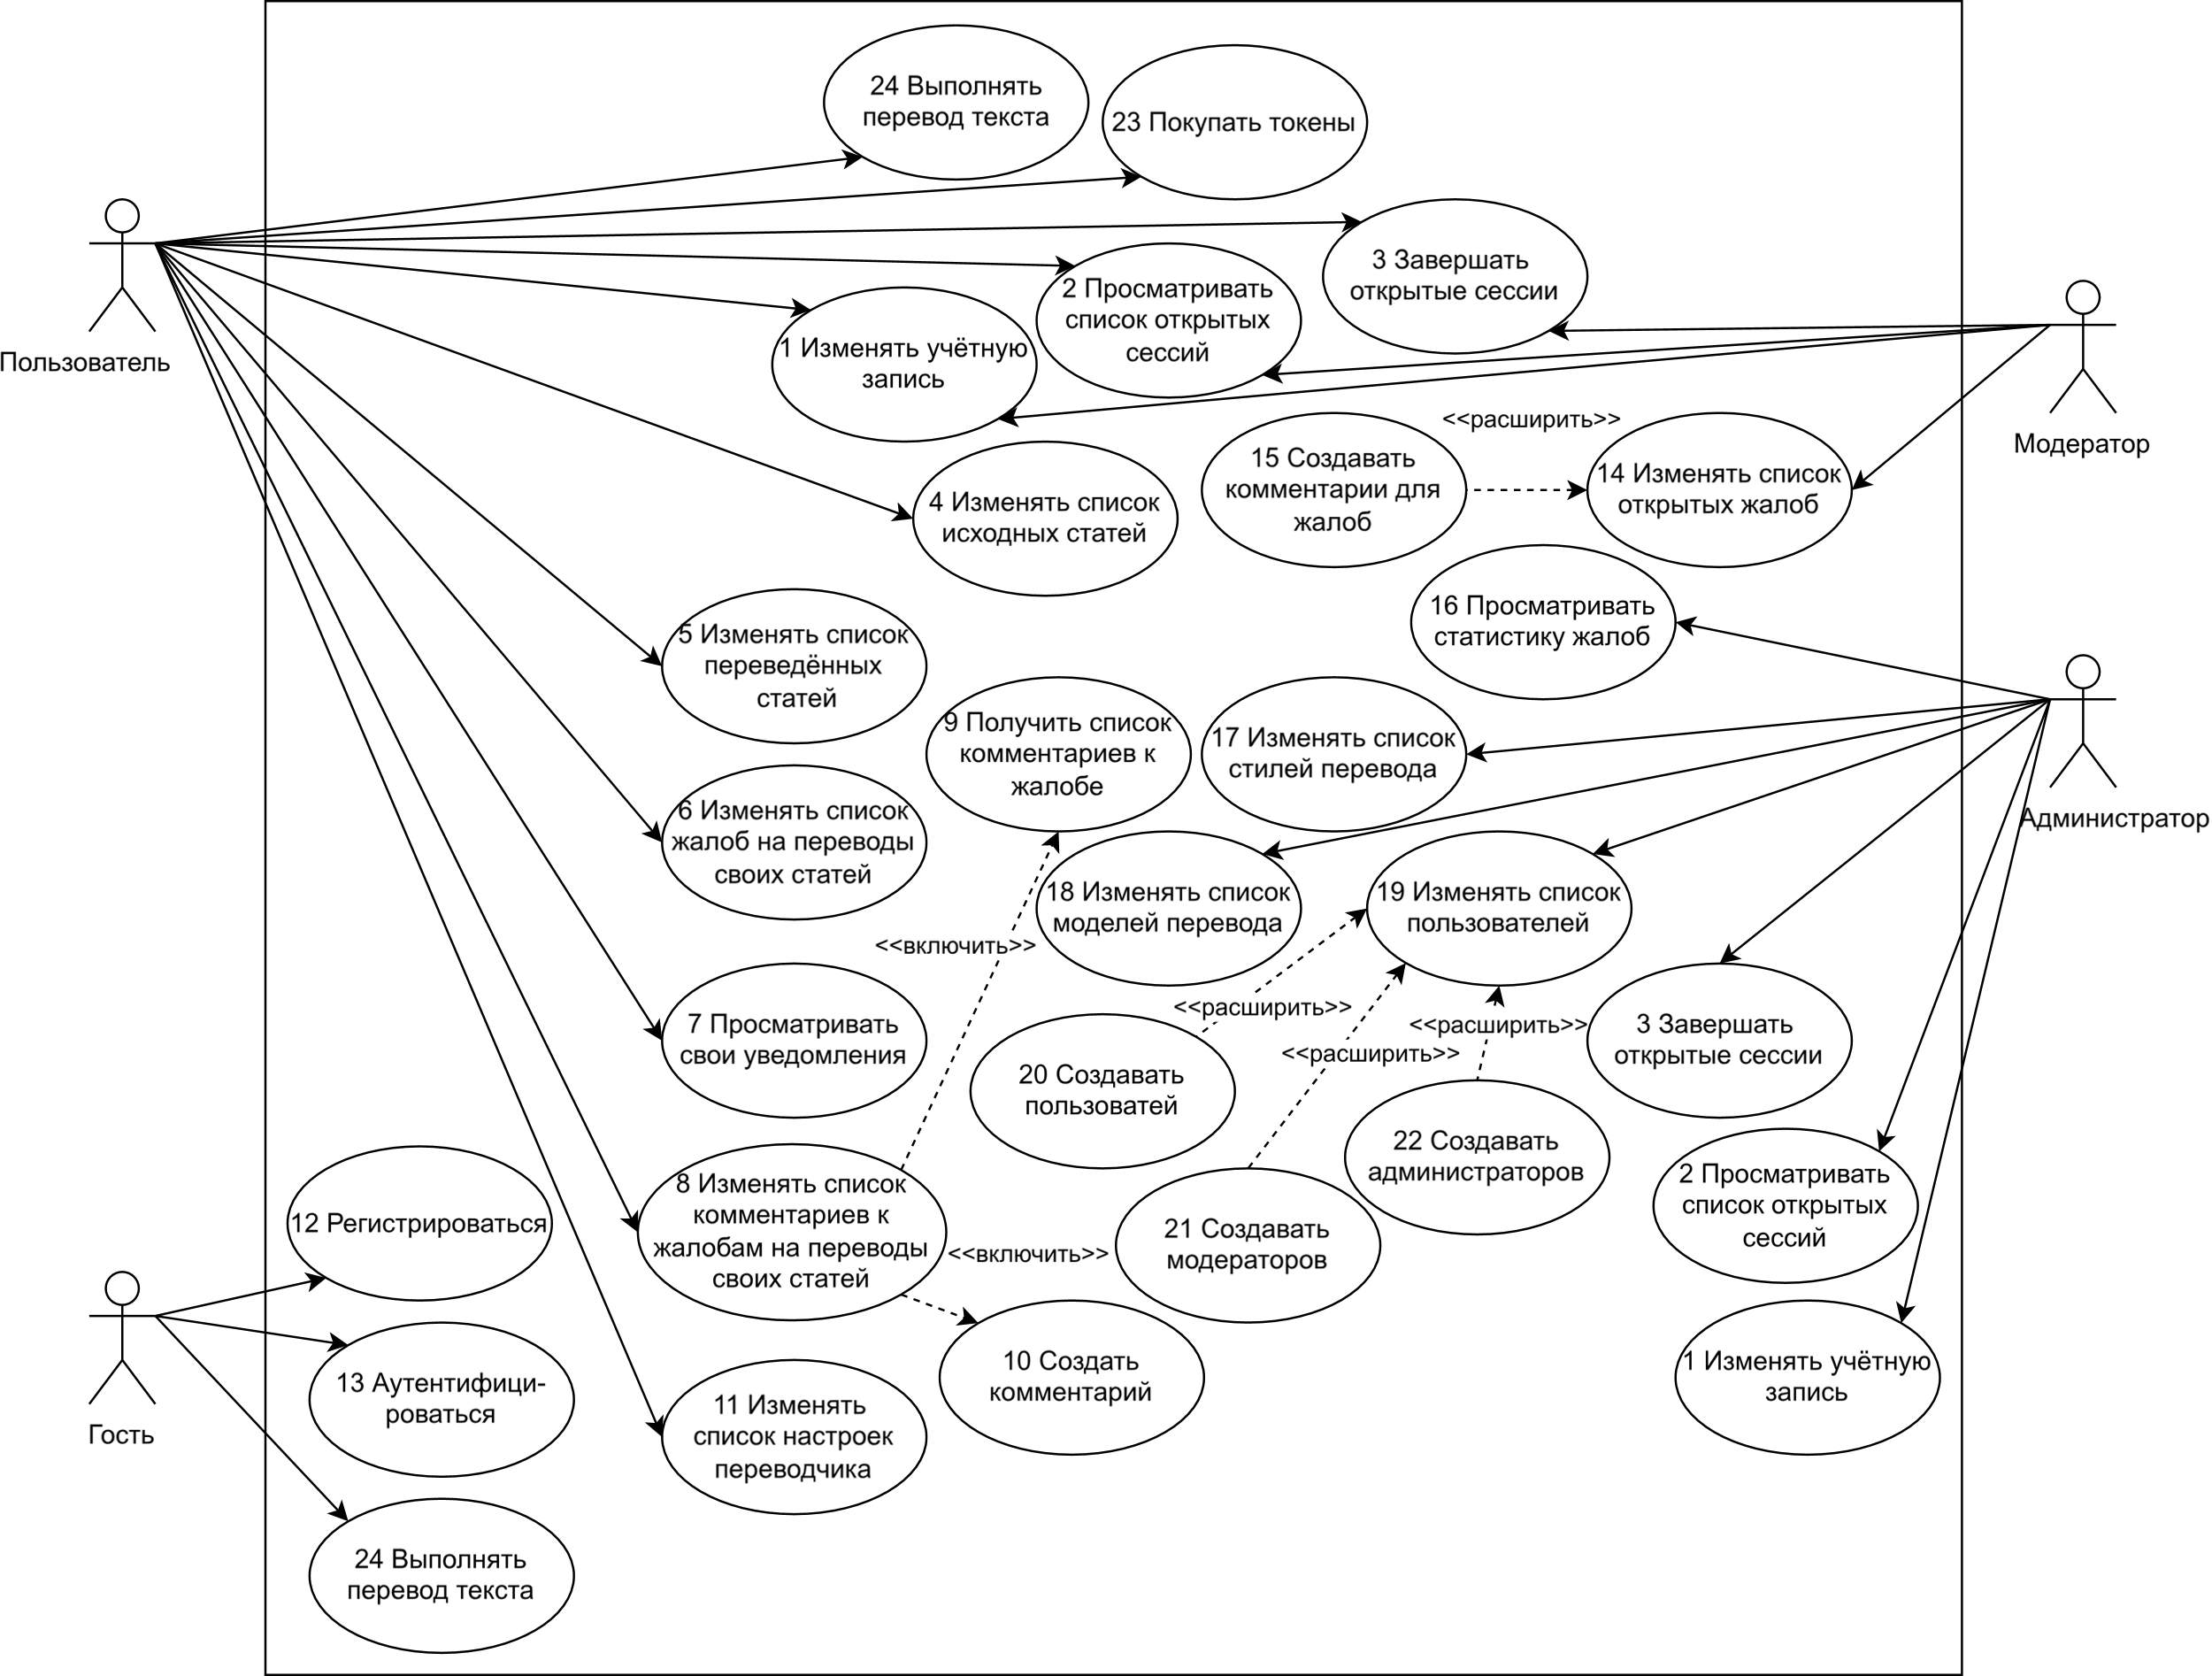 24 Выполнять
перевод текста
23 Покупать токены
Пользователь
3 Завершать
открытые сессии
2 Просматривать
список открытых
сессий
1 Изменять учётную
запись
Модератор
<<расширить>>
15 Создавать
комментарии для
жалоб
14 Изменять список
открытых жалоб
4 Изменять список
исходных статей
16 Просматривать
статистику жалоб
5 Изменять список
переведённых
статей
9 Получить список
комментариев к
жалобе
17 Изменять список
стилей перевода
Администратор
6 Изменять список
жалоб на переводы
своих статей
18 Изменять список
моделей перевода
19 Изменять список
пользователей
<<включить>>
<<расширить>>
<<расширить>>
<<расширить>>
7 Просматривать
свои уведомления
3 Завершать
открытые сессии
20 Создавать
пользоватей
22 Создавать
администраторов
2 Просматривать
список открытых
сессий
8 Изменять список
комментариев к
жалобам на переводы
своих статей
12 Регистрироваться
21 Создавать
модераторов
<<включить>>
10 Создать
комментарий
1 Изменять учётную
запись
13 Аутентифици-
роваться
Гость
11 Изменять
список настроек
переводчика
24 Выполнять
перевод текста